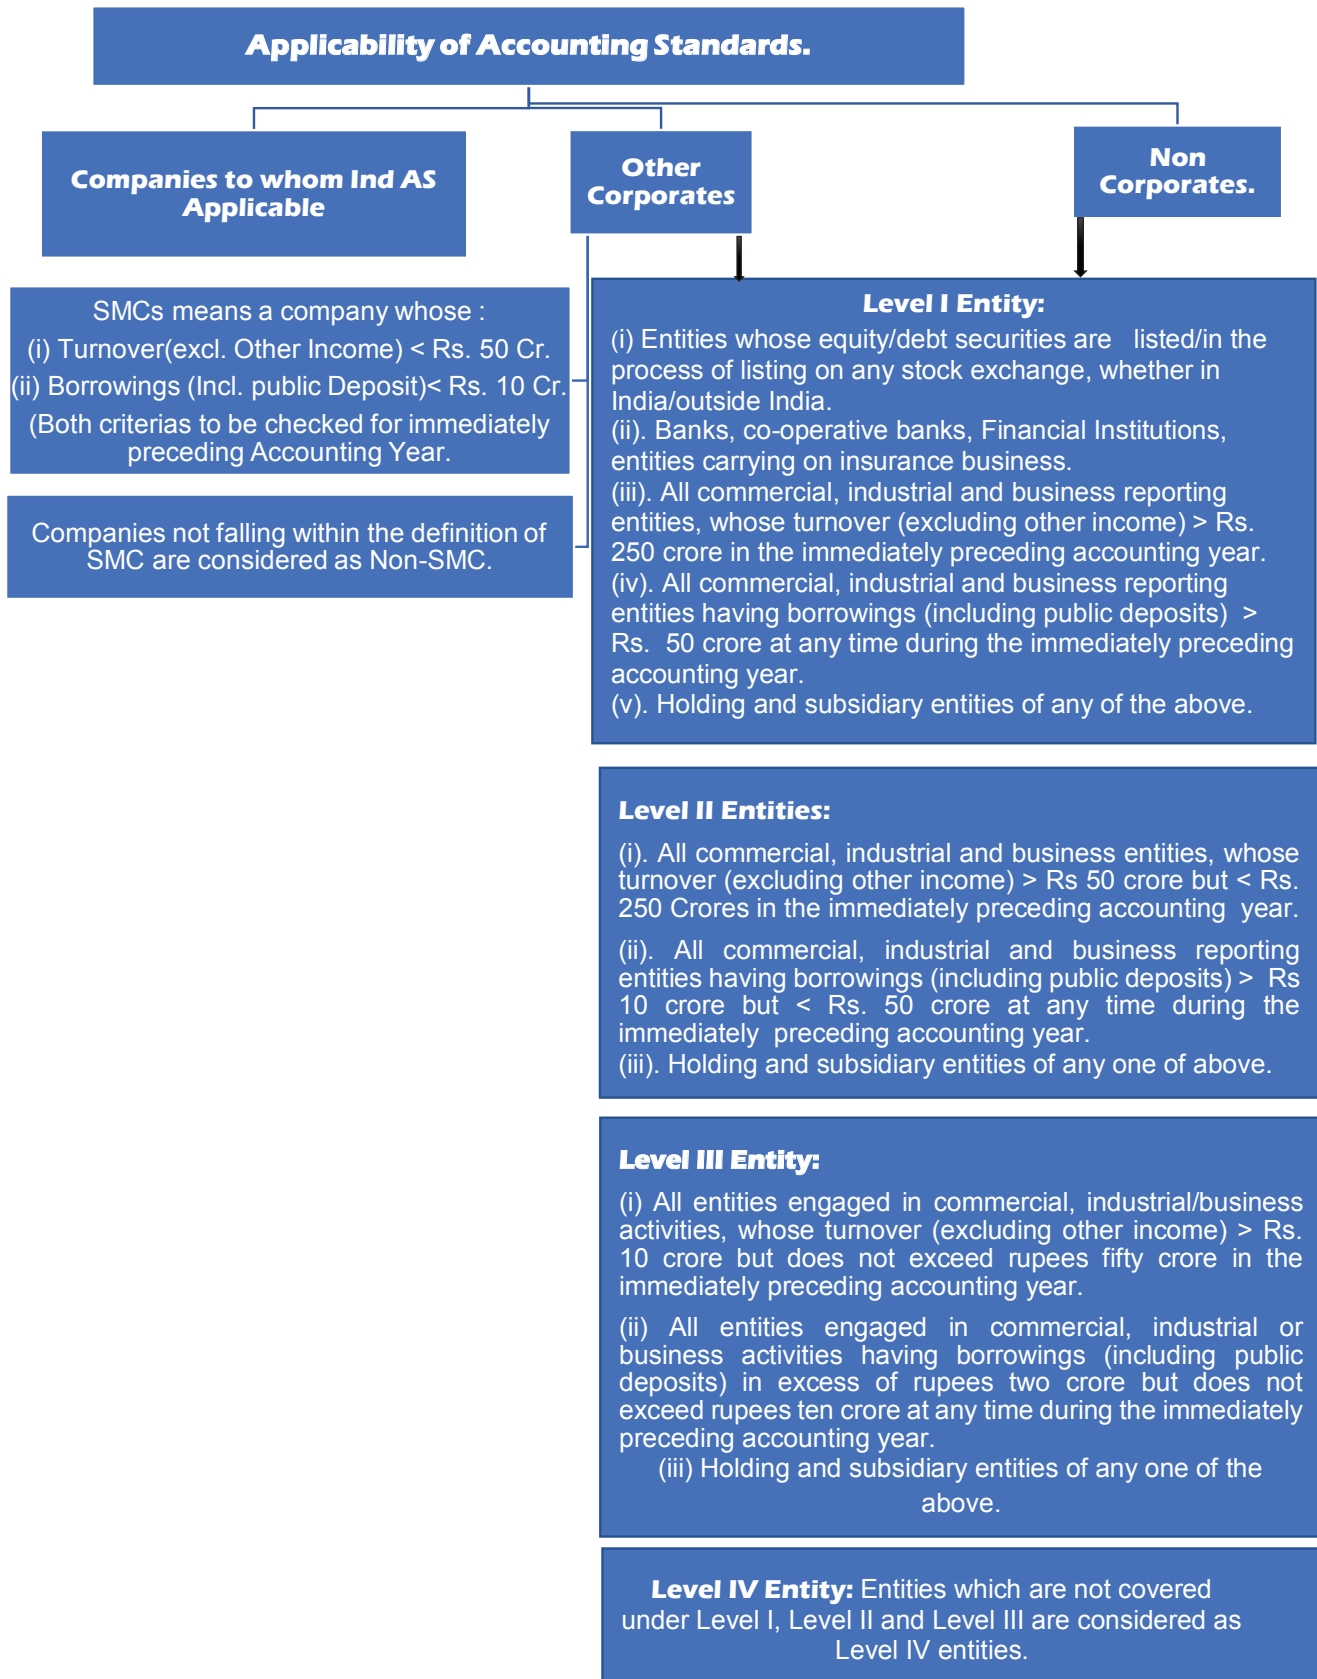 Applicability of Accounting Standards.
Companies to whom Ind AS
Applicable
Other
Corporates
Non
Corporates.
SMCs means a company whose :
(i) Turnover(excl. Other Income) < Rs. 50 Cr.
(ii) Borrowings (Incl. public Deposit)< Rs. 10 Cr.
(Both criterias to be checked for immediately
preceding Accounting Year.
Companies not falling within the definition of
SMC are considered as Non-SMC.
Level I Entity:
(i) Entities whose equity/debt securities are listed/in the
process of listing on any stock exchange, whether in
India/outside India.
(ii). Banks, co-operative banks, Financial Institutions,
entities carrying on insurance business.
(iii). All commercial, industrial and business reporting
entities, whose turnover (excluding other income) > Rs.
250 crore in the immediately preceding accounting year.
(iv). All commercial, industrial and business reporting
entities having borrowings (including public deposits) >
Rs. 50 crore at any time during the immediately preceding
accounting year.
(v). Holding and subsidiary entities of any of the above.
Level II Entities:
(i). All commercial, industrial and business entities, whose
turnover (excluding other income) > Rs 50 crore but < Rs.
250 Crores in the immediately preceding accounting year.
(ii). All commercial, industrial and business reporting
entities having borrowings (including public deposits) > Rs
10 crore but < Rs. 50 crore at any time during the
immediately preceding accounting year.
(iii). Holding and subsidiary entities of any one of above.
Level III Entity:
(i) All entities engaged in commercial, industrial/business
activities, whose turnover (excluding other income) > Rs.
10 crore but does not exceed rupees fifty crore in the
immediately preceding accounting year.
(ii) All entities engaged in commercial, industrial or
business activities having borrowings (including public
deposits) in excess of rupees two crore but does not
exceed rupees ten crore at any time during the immediately
preceding accounting year.
(iii) Holding and subsidiary entities of any one of the
above.
Level IV Entity: Entities which are not covered
under Level I, Level II and Level III are considered as
Level IV entities.